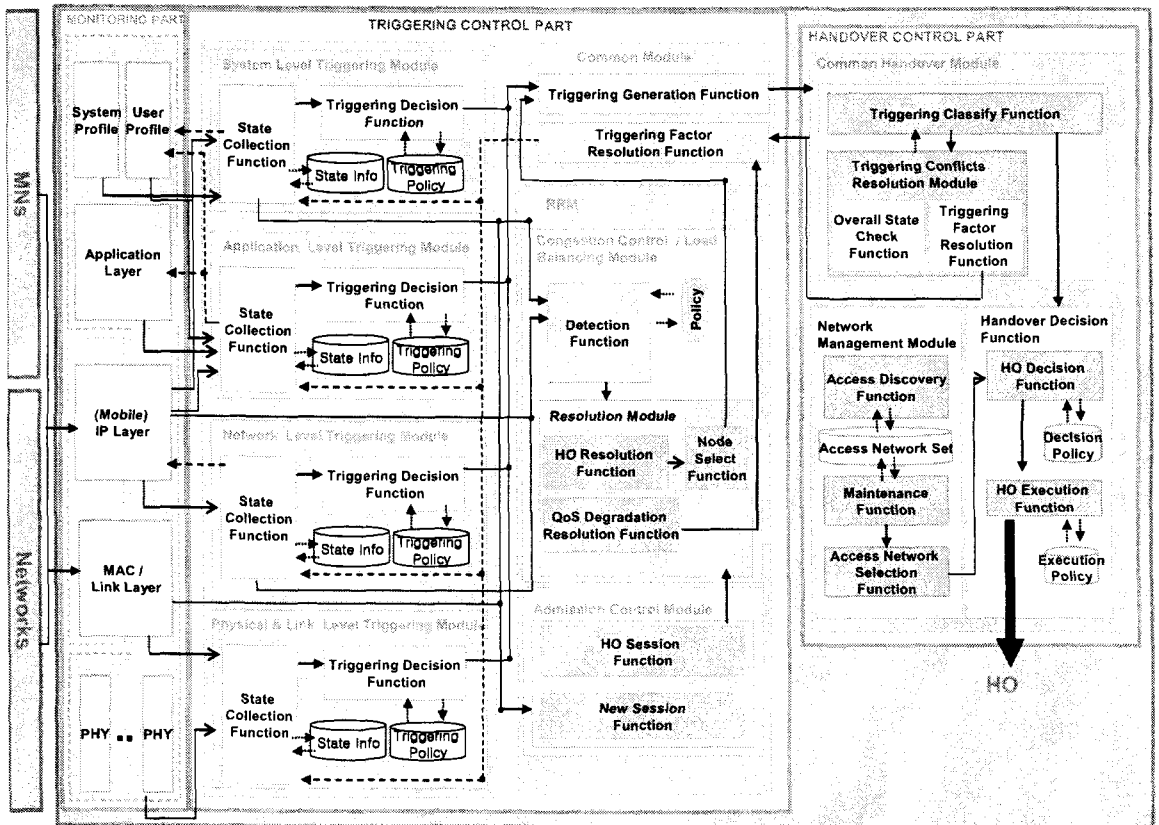 MONITORING PART
TRIGGERING CONTROL PART
HANDOVER CONTROL PART
MNs
Networks
System
Profile
User
Profile
Application
Layer
(Mobile)
IP Layer
MAC /
Link Layer
PHY
PHY
System Level Triggering Module
State
Collection
Function
Triggering Decision
Function
State Info
Triggering
Policy
Application Level Triggering Module
State
Collection
Function
Triggering Decision
Function
State Info
Triggering
Policy
Network Level Triggering Module
State
Collection
Function
Triggering Decision
Function
State Info
Triggering
Policy
Physical & Link Level Triggering Module
State
Collection
Function
Triggering Decision
Function
State Info
Triggering
Policy
Common Module
Triggering Generation Function
Triggering Factor
Resolution Function
RRM
Congestion Control / Load
Balancing Module
Detection
Function
Policy
Resolution Module
HO Resolution
Function
Node
Select
Function
QoS Degradation
Resolution Function
Admission Control Module
HO Session
Function
New Session
Function
Common Handover Module
Triggering Classify Function
Triggering Conflicts
Resolution Module
Overall State
Check
Function
Triggering
Factor
Resolution
Function
Network
Management Module
Access Discovery
Function
Access Network Set
Maintenance
Function
Access Network
Selection
Function
Handover Decision
Function
HO Decision
Function
Decision
Policy
HO Execution
Function
Execution
Policy
HO